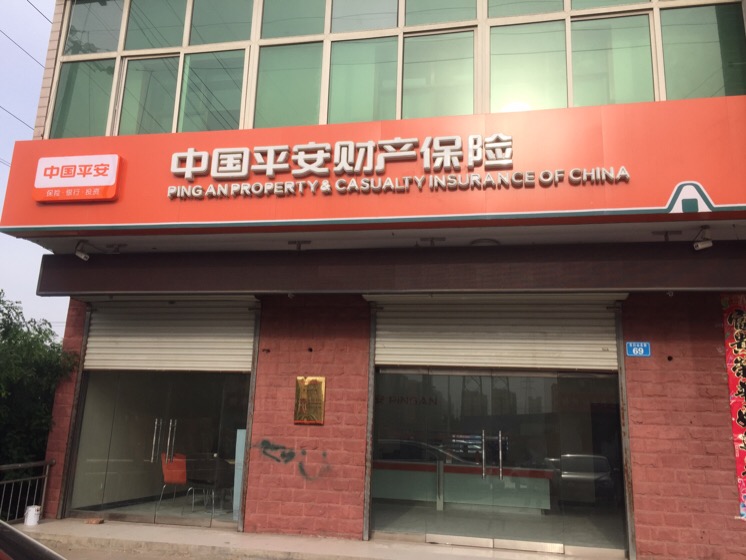 中国平安
保险·银行·投资
中国平安财产保险
PING AN PROPERTY & CASUALTY INSURANCE OF CHINA
69